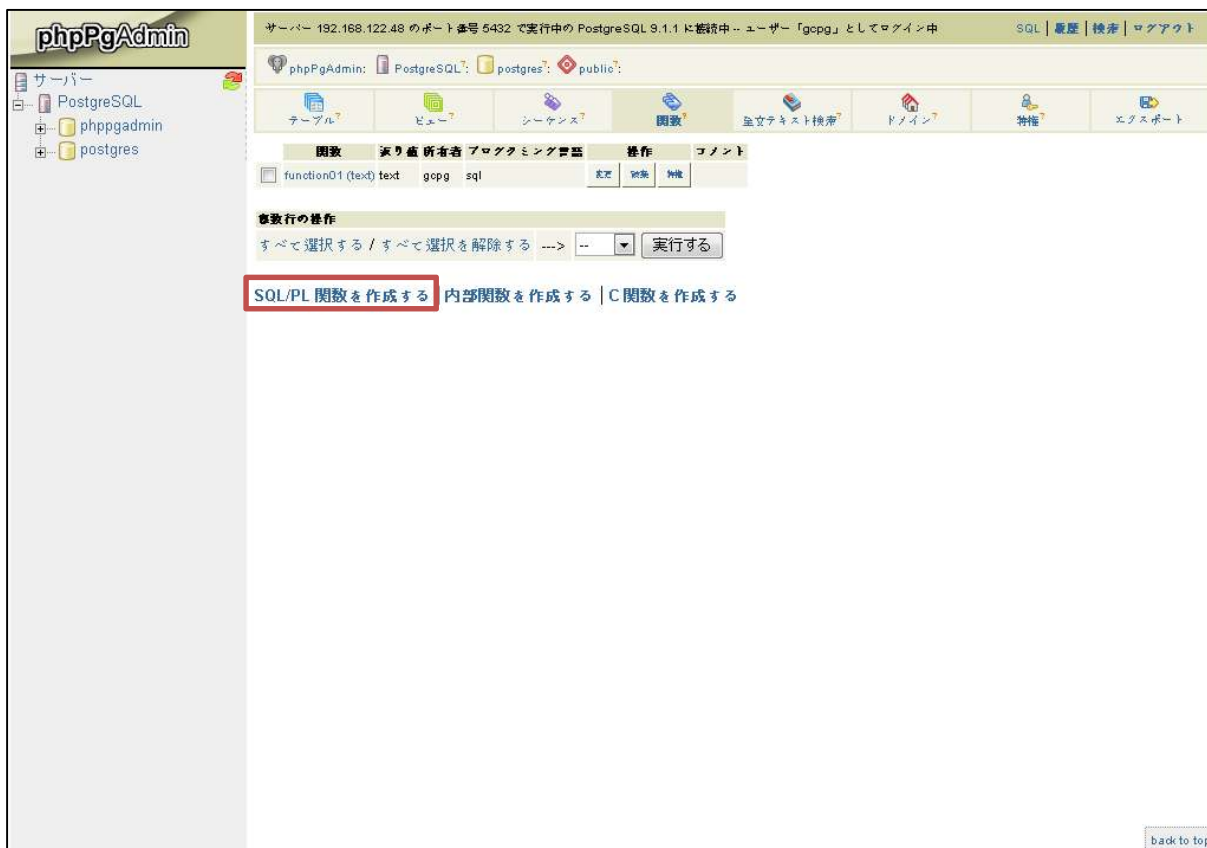 phpPgAdmin
サーバー
PostgreSQL
phppgadmin
postgres
サーバー 192.168.122.48 のポート番号 5432 で実行中の PostgreSQL 9.1.1 に接続中 -- ユーザー「gcpg」としてログイン中
SQL | 履歴 | 検索 | ログアウト
phpPgAdmin: PostgreSQL?: postgres?: public?:
テーブル? ビュー? シーケンス? 関数? 全文テキスト検索? ドメイン? 特権? エクスポート
関数 返り値 所有者 プログラミング言語 操作 コメント
function01 (text) text gcpg sql 変更 破棄 特権
複数行の操作
すべて選択する / すべて選択を解除する ---> -- 実行する
SQL/PL 関数を作成する | 内部関数を作成する | C 関数を作成する
back to top